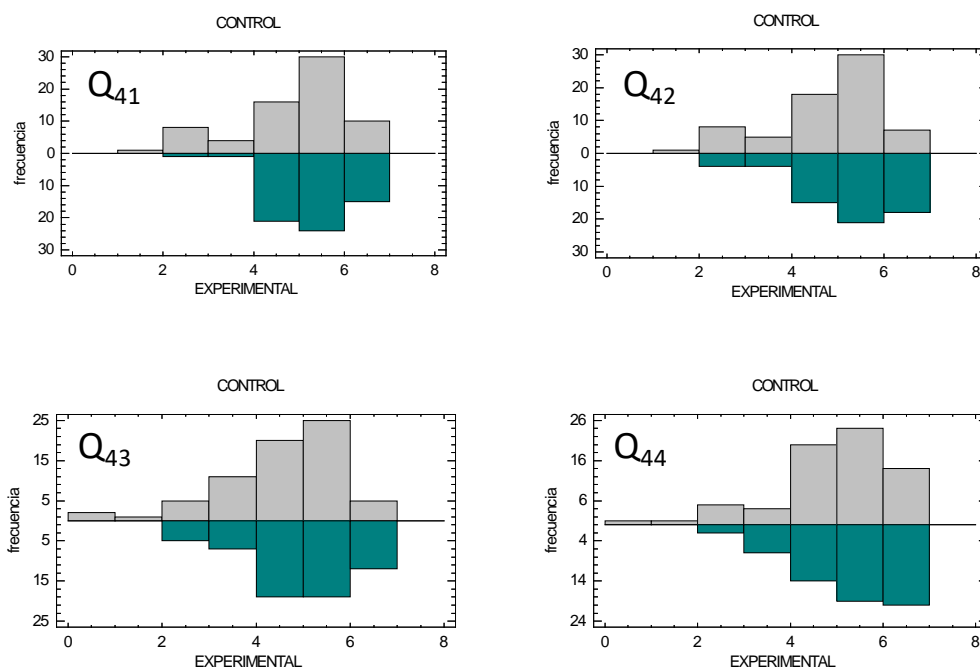 CONTROL
Q41
frecuencia
30
20
10
0
10
20
30
0 2 4 6 8
EXPERIMENTAL
CONTROL
Q42
frecuencia
30
20
10
0
10
20
30
0 2 4 6 8
EXPERIMENTAL
CONTROL
Q43
frecuencia
25
15
5
5
15
25
0 2 4 6 8
EXPERIMENTAL
CONTROL
Q44
frecuencia
26
16
6
4
14
24
0 2 4 6 8
EXPERIMENTAL